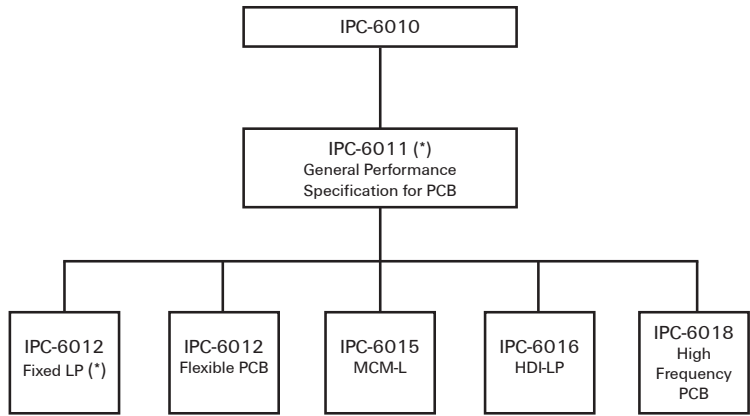 IPC-6010
IPC-6011 (*)
General Performance
Specification for PCB
IPC-6012
Fixed LP (*)
IPC-6012
Flexible PCB
IPC-6015
MCM-L
IPC-6016
HDI-LP
IPC-6018
High
Frequency
PCB